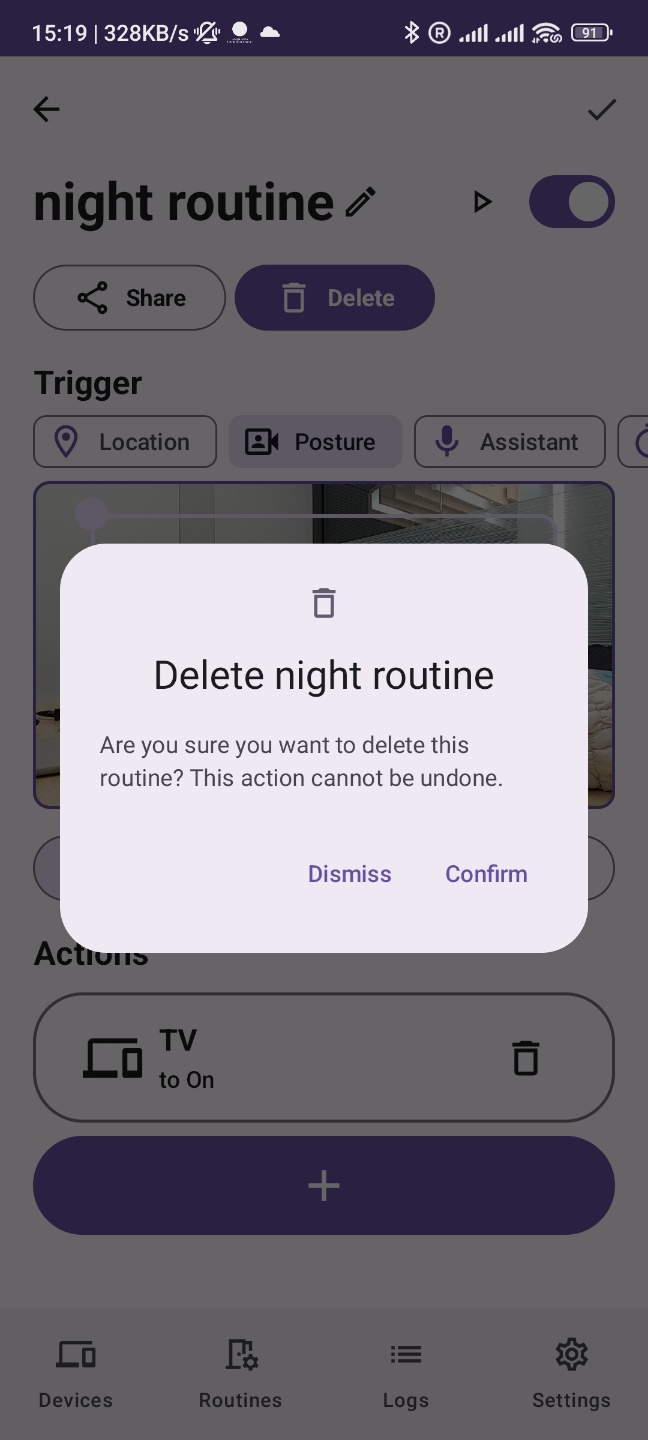 15:19 | 328KB/s
91
night routine
Share
Delete
Trigger
Location
Posture
Assistant
Delete night routine
Are you sure you want to delete this
routine? This action cannot be undone.
Dismiss
Confirm
Actions
TV
to On
Devices
Routines
Logs
Settings